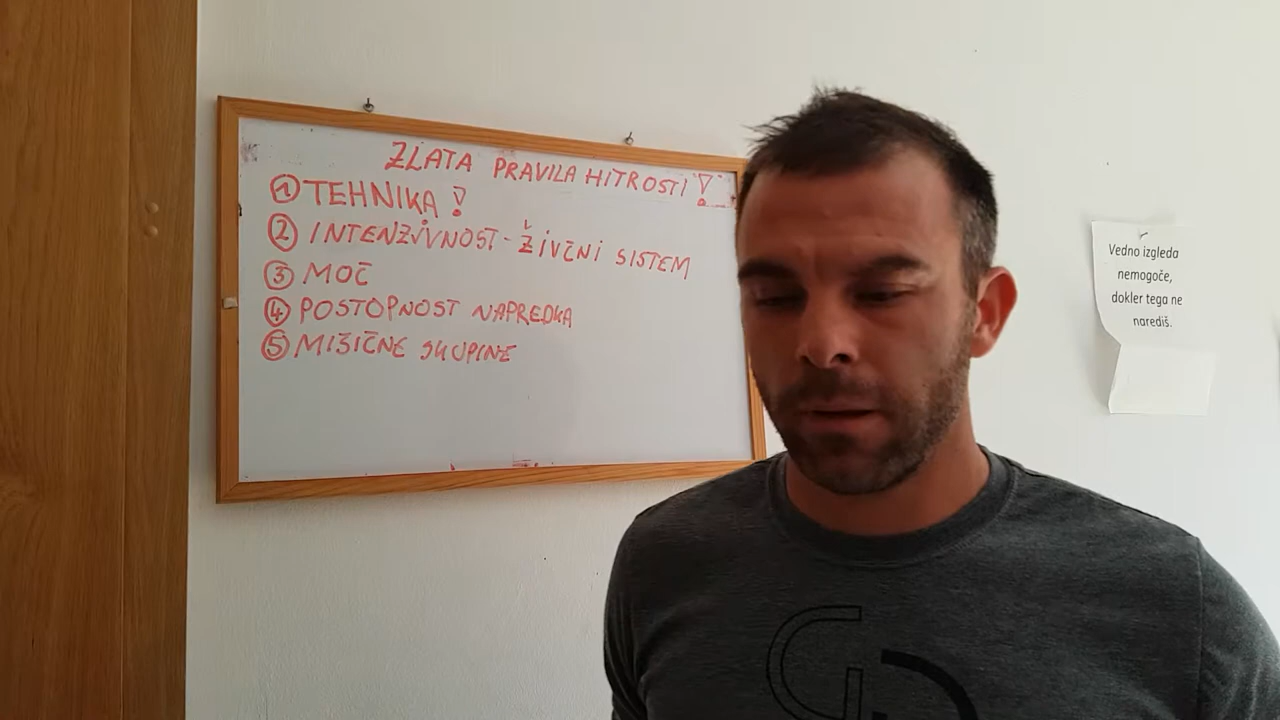 ZLATA PRAVILA HITROSTI!
① TEHNIKA!
② INTENZIVNOST - ŽIVČNI SISTEM
③ MOČ
④ POSTOPNOST NAPREDKA
⑤ MIŠIČNE SKUPINE
Vedno izgleda
nemogoče,
dokler tega ne
narediš.